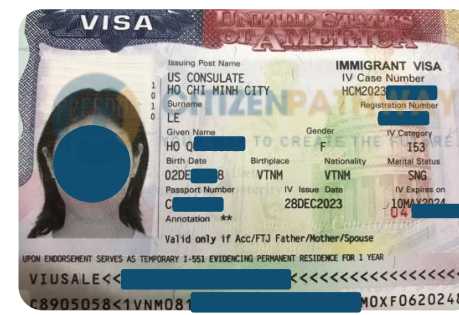 VISA UNITED STATES OF AMERICA
Issuing Post Name IMMIGRANT VISA
US CONSULATE IV Case Number
HO CHI MINH CITY HCM2023
Surname Registration Number
LE
Given Name Gender IV Category
HO Q F I53
Birth Date Birthplace Nationality Marital Status
02DE 8 VTNM VTNM SNG
Passport Number IV Issue Date IV Expires on
C 28DEC2023 10MAY2024
Annotation ** 04
Valid only if Acc/FTJ Father/Mother/Spouse
UPON ENDORSEMENT SERVES AS TEMPORARY I-551 EVIDENCING PERMANENT RESIDENCE FOR 1 YEAR
VIUSALE<< <<<<<<<<<<<<<<<<<<
C8905058<1VNM081 MOXF0620248